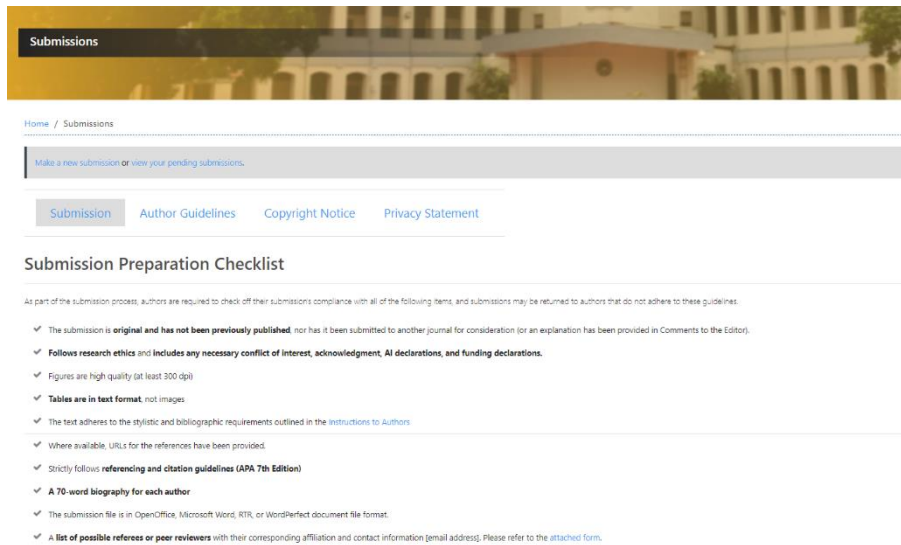 Submissions
Home / Submissions
Make a new submission or view your pending submissions.
Submission Author Guidelines Copyright Notice Privacy Statement
Submission Preparation Checklist
As part of the submission process, authors are required to check off their submissions compliance with all of the following items, and submissions may be returned to authors that do not adhere to these guidelines.
The submission is original and has not been previously published, nor has it been submitted to another journal for consideration (or an explanation has been provided in Comments to the Editor).
Follows research ethics and includes any necessary conflict of interest, acknowledgment, AI declarations, and funding declarations.
Figures are high quality (at least 300 dpi)
Tables are in text format, not images
The text adheres to the stylistic and bibliographic requirements outlined in the Instructions to Authors
Where available, URLs for the references have been provided.
Strictly follows referencing and citation guidelines (APA 7th Edition)
A 70-word biography for each author
The submission file is in OpenOffice, Microsoft Word, RTR, or WordPerfect document file format.
A list of possible referees or peer reviewers with their corresponding affiliation and contact information [email address]. Please refer to the attached form.